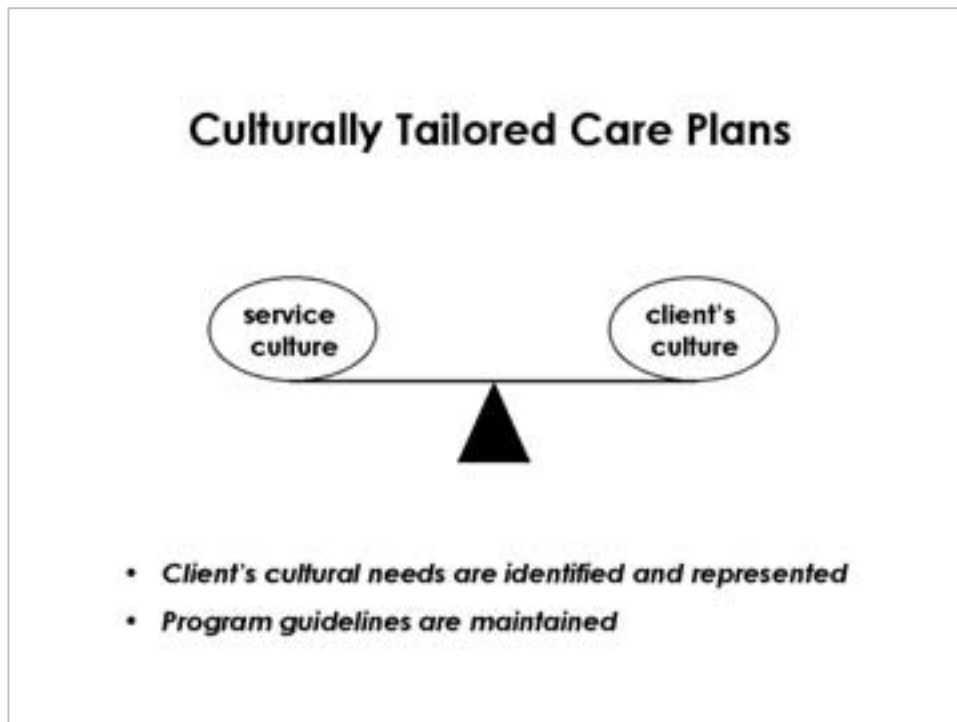 Culturally Tailored Care Plans
service
culture
client's
culture
• Client's cultural needs are identified and represented
• Program guidelines are maintained